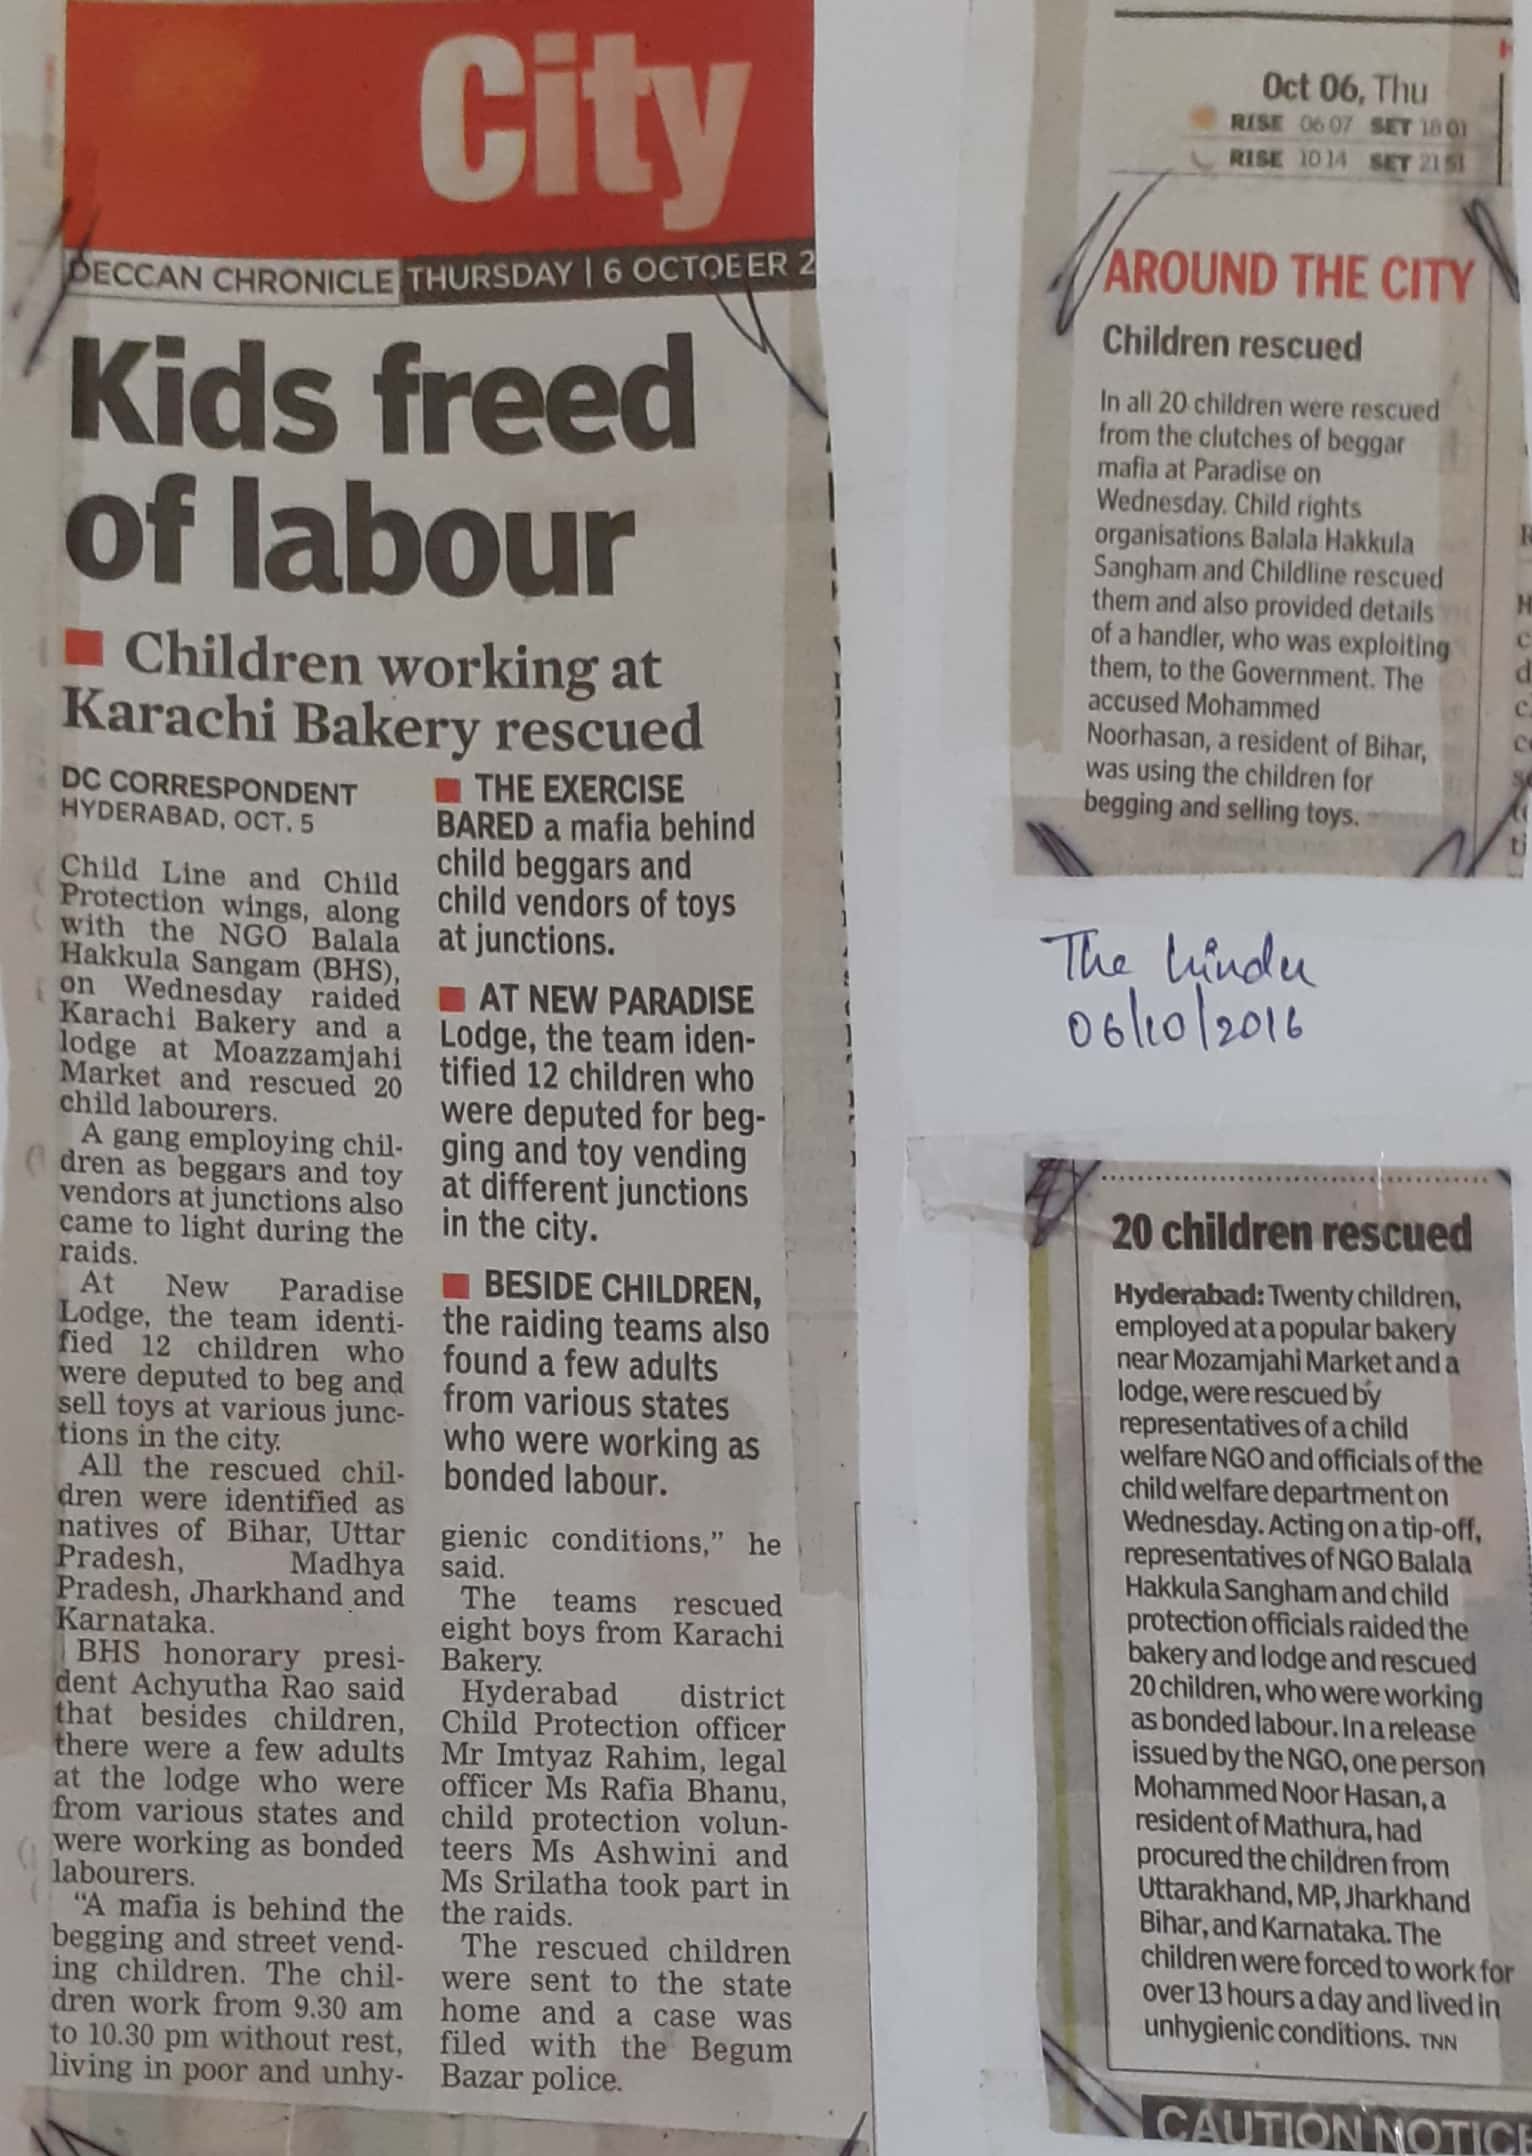 City
DECCAN CHRONICLE THURSDAY | 6 OCTOBER 2
Kids freed
of labour
Children working at
Karachi Bakery rescued
DC CORRESPONDENT
HYDERABAD, OCT. 5
Child Line and Child
Protection wings, along
with the NGO Balala
Hakkula Sangam (BHS),
on Wednesday raided
Karachi Bakery and a
lodge at Moazzamjahi
Market and rescued 20
child labourers.
A gang employing chil-
dren as beggars and toy
vendors at junctions also
came to light during the
raids.
At New Paradise
Lodge, the team identi-
fied 12 children who
were deputed to beg and
sell toys at various junc-
tions in the city.
All the rescued chil-
dren were identified as
natives of Bihar, Uttar
Pradesh, Madhya
Pradesh, Jharkhand and
Karnataka.
BHS honorary presi-
dent Achyutha Rao said
that besides children,
there were a few adults
at the lodge who were
from various states and
were working as bonded
labourers.
“A mafia is behind the
begging and street vend-
ing children. The chil-
dren work from 9.30 am
to 10.30 pm without rest,
living in poor and unhy-
THE EXERCISE
BARED a mafia behind
child beggars and
child vendors of toys
at junctions.
AT NEW PARADISE
Lodge, the team iden-
tified 12 children who
were deputed for beg-
ging and toy vending
at different junctions
in the city.
BESIDE CHILDREN,
the raiding teams also
found a few adults
from various states
who were working as
bonded labour.
gienic conditions,” he
said.
The teams rescued
eight boys from Karachi
Bakery.
Hyderabad district
Child Protection officer
Mr Imtyaz Rahim, legal
officer Ms Rafia Bhanu,
child protection volun-
teers Ms Ashwini and
Ms Srilatha took part in
the raids.
The rescued children
were sent to the state
home and a case was
filed with the Begum
Bazar police.
Oct 06, Thu
RISE 06 07 SET 18 01
RISE 10 14 SET 21 51
AROUND THE CITY
Children rescued
In all 20 children were rescued
from the clutches of beggar
mafia at Paradise on
Wednesday. Child rights
organisations Balala Hakkula
Sangham and Childline rescued
them and also provided details
of a handler, who was exploiting
them, to the Government. The
accused Mohammed
Noorhasan, a resident of Bihar,
was using the children for
begging and selling toys.
The Hindu
06/10/2016
20 children rescued
Hyderabad: Twenty children,
employed at a popular bakery
near Mozamjahi Market and a
lodge, were rescued by
representatives of a child
welfare NGO and officials of the
child welfare department on
Wednesday. Acting on a tip-off,
representatives of NGO Balala
Hakkula Sangham and child
protection officials raided the
bakery and lodge and rescued
20 children, who were working
as bonded labour. In a release
issued by the NGO, one person
Mohammed Noor Hasan, a
resident of Mathura, had
procured the children from
Uttarakhand, MP, Jharkhand
Bihar, and Karnataka. The
children were forced to work for
over 13 hours a day and lived in
unhygienic conditions. TNN
CAUTION NOTIC